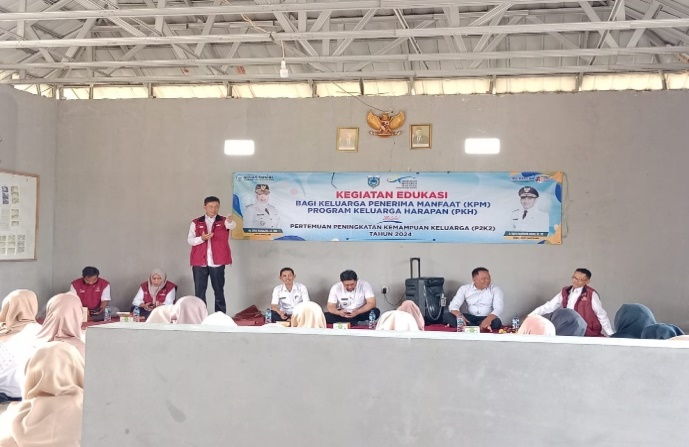 KEGIATAN EDUKASI
BAGI KELUARGA PENERIMA MANFAAT (KPM)
PROGRAM KELUARGA HARAPAN (PKH)
PERTEMUAN PENINGKATAN KEMAMPUAN KELUARGA (P2K2)
TAHUN 2024